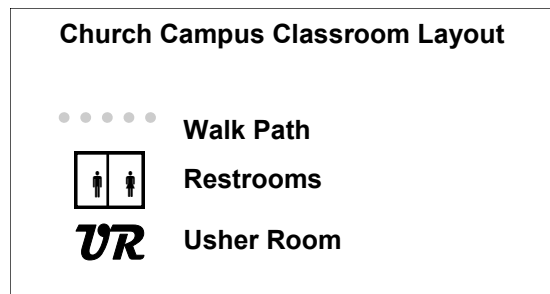 Church Campus Classroom Layout
Walk Path
Restrooms
UR Usher Room